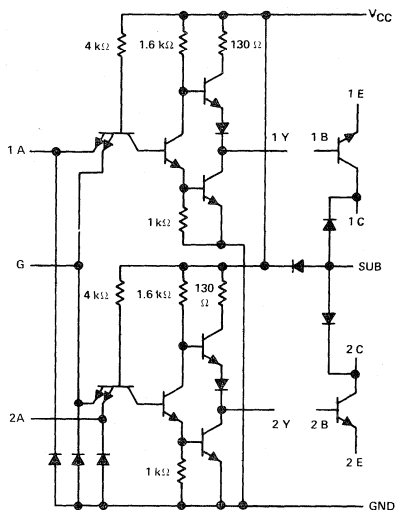 VCC
4 kΩ
1.6 kΩ
130 Ω
1 E
1 A
1 Y
1 B
1 kΩ
1 C
G
SUB
4 kΩ
1.6 kΩ
130
Ω
2 C
2A
2 Y
2 B
1 kΩ
2 E
GND